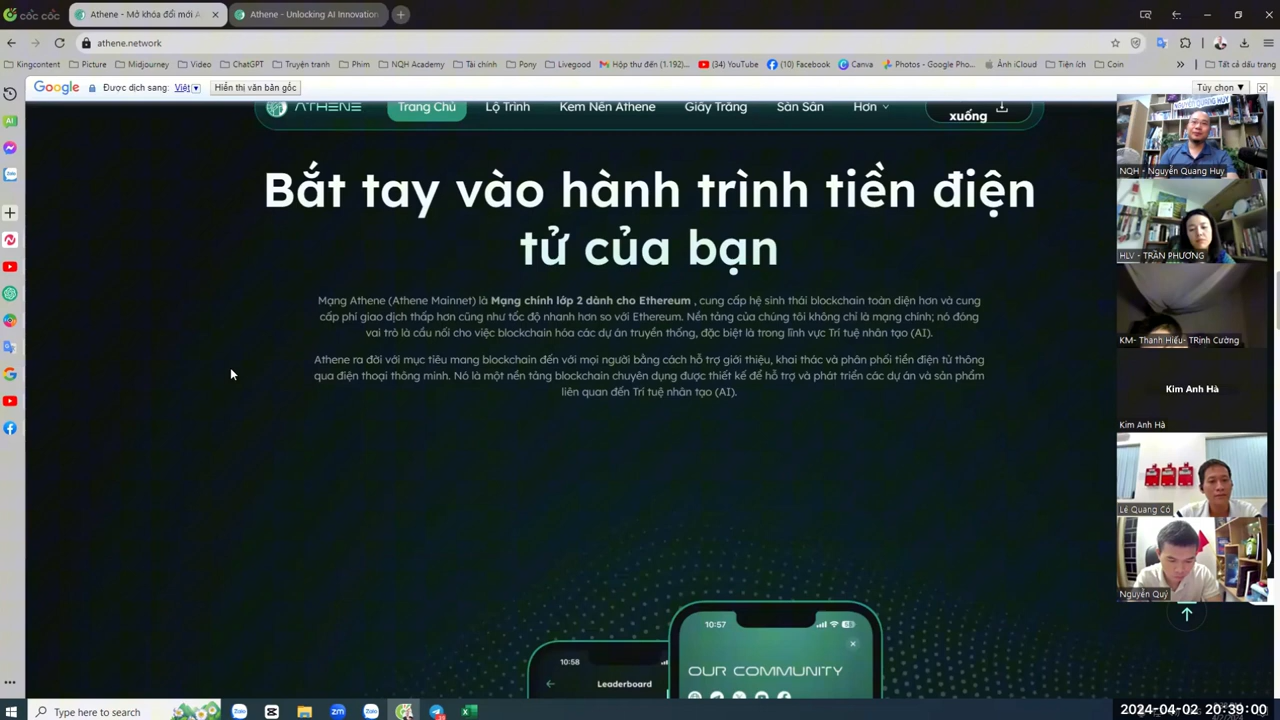 cốc cốc
Athene - Mở khóa đổi mới A
Athene - Unlocking AI Innovation
athene.network
Kingcontent
Picture
Midjourney
Video
ChatGPT
Truyện tranh
Phim
NQH Academy
Tài chính
Pony
Livegood
Hộp thư đến (1.192)...
(34) YouTube
(10) Facebook
Canva
Photos - Google Pho...
Ảnh iCloud
Tiện ích
Coin
Tất cả dấu trang
Google
Được dịch sang: Việt
Hiển thị văn bản gốc
Tùy chọn ▼
ATHENE
Trang Chủ
Lộ Trình
Kem Nền Athene
Giấy Trắng
Sàn Sân
Hơn
xuống
Bắt tay vào hành trình tiền điện
tử của bạn
Mạng Athene (Athene Mainnet) là Mạng chính lớp 2 dành cho Ethereum , cung cấp hệ sinh thái blockchain toàn diện hơn và cung
cấp phí giao dịch thấp hơn cũng như tốc độ nhanh hơn so với Ethereum. Nền tảng của chúng tôi không chỉ là mạng chính; nó đóng
vai trò là cầu nối cho việc blockchain hóa các dự án truyền thống, đặc biệt là trong lĩnh vực Trí tuệ nhân tạo (AI).
Athene ra đời với mục tiêu mang blockchain đến với mọi người bằng cách hỗ trợ giới thiệu, khai thác và phân phối tiền điện tử thông
qua điện thoại thông minh. Nó là một nền tảng blockchain chuyên dụng được thiết kế để hỗ trợ và phát triển các dự án và sản phẩm
liên quan đến Trí tuệ nhân tạo (AI).
10:57
OUR COMMUNITY
10:58
Leaderboard
NGUYỄN QUANG HUY
NQH - Nguyễn Quang Huy
HLV - TRẦN PHƯƠNG
KM- Thanh Hiếu- TRịnh Cường
Kim Anh Hà
Kim Anh Hà
Lê Quang Có
Nguyễn Quý
Type here to search
2024-04-02 20:39:00